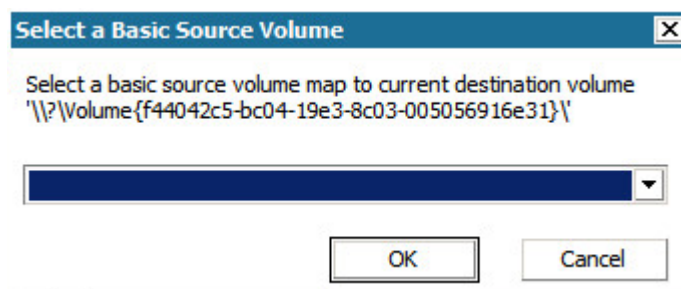 Select a Basic Source Volume
Select a basic source volume map to current destination volume
'\\?\Volume{f44042c5-bc04-19e3-8c03-005056916e31}\'
OK
Cancel